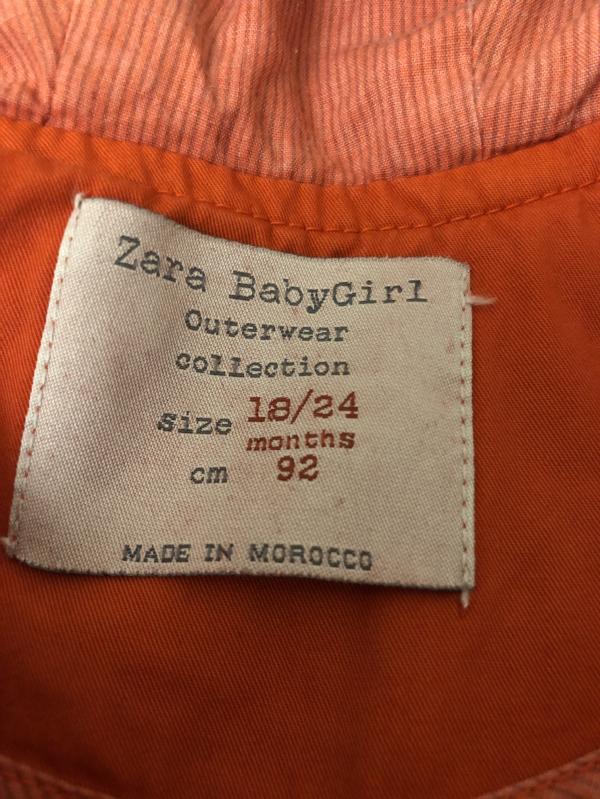 Zara BabyGirl
Outerwear
collection
size 18/24
months
cm 92
MADE IN MOROCCO